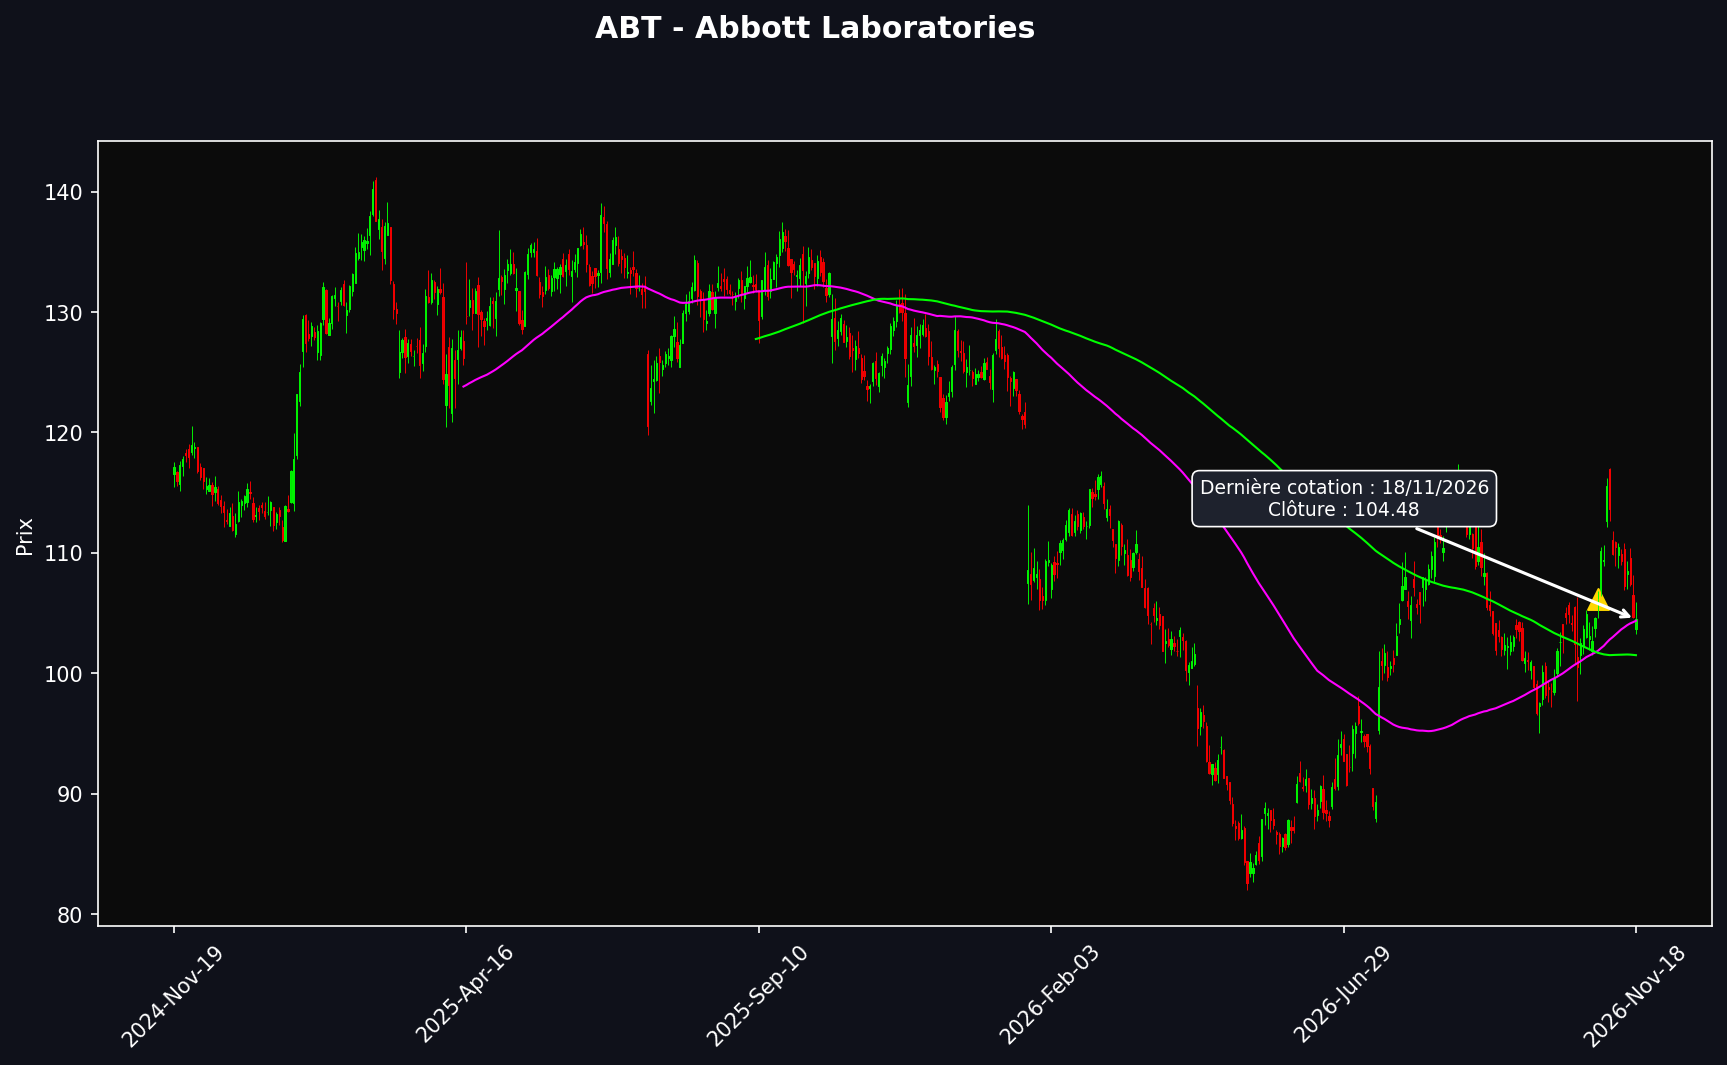 ABT - Abbott Laboratories
Prix
140
130
120
110
100
90
80
Dernière cotation : 18/11/2026
Clôture : 104.48
2024-Nov-19
2025-Apr-16
2025-Sep-10
2026-Feb-03
2026-Jun-29
2026-Nov-18